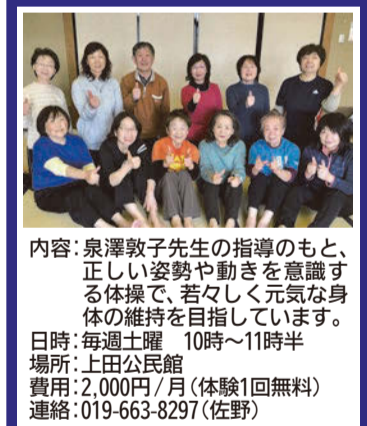 内容：泉澤敦子先生の指導のもと、
正しい姿勢や動きを意識す
る体操で、若々しく元気な身
体の維持を目指しています。
日時：毎週土曜　10時～11時半
場所：上田公民館
費用：2,000円/月（体験1回無料）
連絡：019-663-8297（佐野）